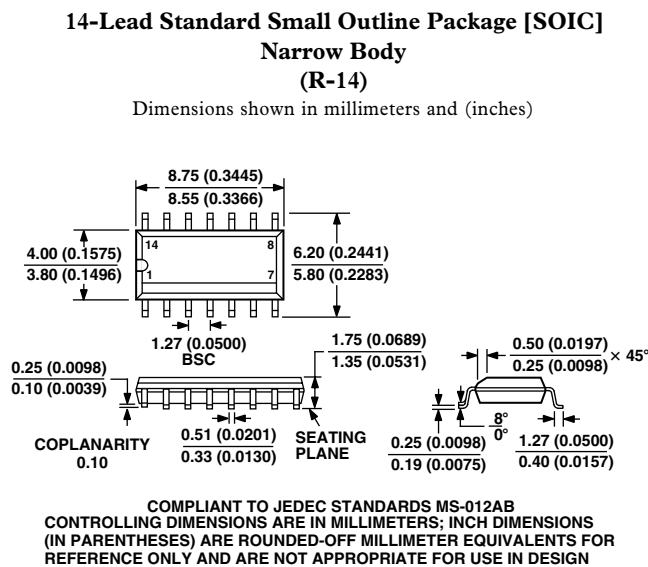 14-Lead Standard Small Outline Package [SOIC]
Narrow Body
(R-14)
Dimensions shown in millimeters and (inches)
8.75 (0.3445)
8.55 (0.3366)
4.00 (0.1575)
3.80 (0.1496)
14
8
1
7
6.20 (0.2441)
5.80 (0.2283)
1.27 (0.0500)
BSC
1.75 (0.0689)
1.35 (0.0531)
0.25 (0.0098)
0.10 (0.0039)
COPLANARITY
0.10
0.51 (0.0201)
0.33 (0.0130)
SEATING
PLANE
0.50 (0.0197)
0.25 (0.0098)
× 45°
8°
0°
0.25 (0.0098)
0.19 (0.0075)
1.27 (0.0500)
0.40 (0.0157)
COMPLIANT TO JEDEC STANDARDS MS-012AB
CONTROLLING DIMENSIONS ARE IN MILLIMETERS; INCH DIMENSIONS
(IN PARENTHESES) ARE ROUNDED-OFF MILLIMETER EQUIVALENTS FOR
REFERENCE ONLY AND ARE NOT APPROPRIATE FOR USE IN DESIGN